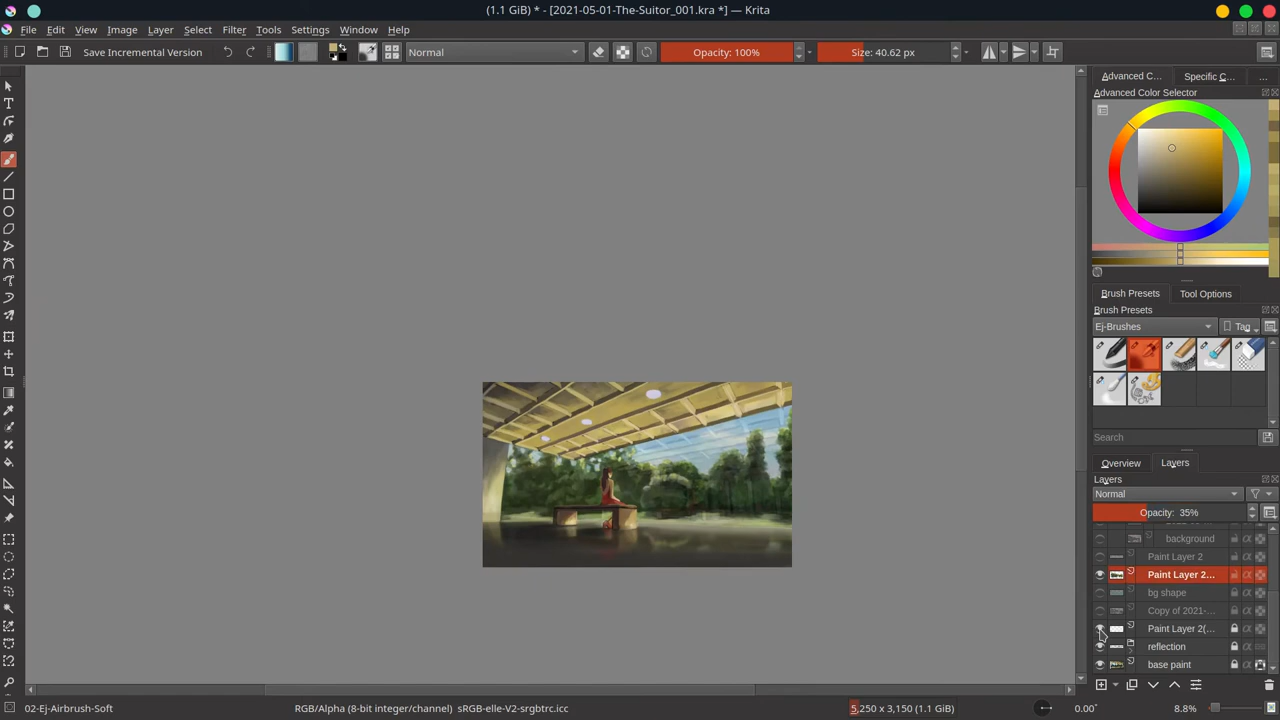 (1.1 GiB) * - [2021-05-01-The-Suitor_001.kra *] — Krita
File Edit View Image Layer Select Filter Tools Settings Window Help
Save Incremental Version Normal Opacity: 100% Size: 40.62 px
Advanced C... Specific C... ...
Advanced Color Selector
Brush Presets Tool Options
Brush Presets
Ej-Brushes Tag
Search
Overview Layers
Layers
Normal
Opacity: 35%
background
Paint Layer 2
Paint Layer 2...
bg shape
Copy of 2021-...
Paint Layer 2(...
reflection
base paint
02-Ej-Airbrush-Soft RGB/Alpha (8-bit integer/channel) sRGB-elle-V2-srgbtrc.icc 5,250 x 3,150 (1.1 GiB) 0.00° 8.8%